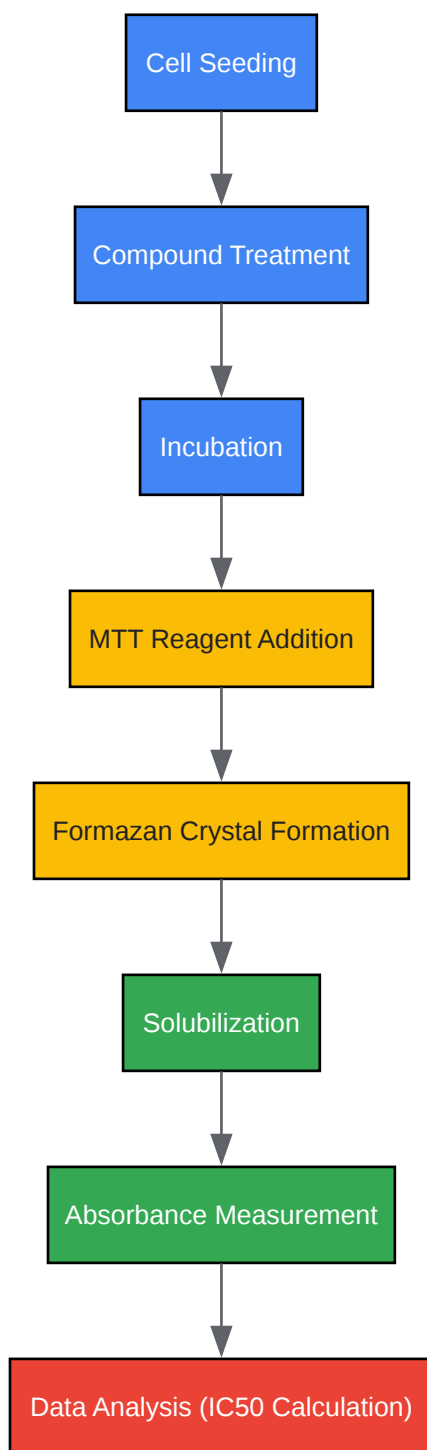 Cell Seeding
Compound Treatment
Incubation
MTT Reagent Addition
Formazan Crystal Formation
Solubilization
Absorbance Measurement
Data Analysis (IC50 Calculation)